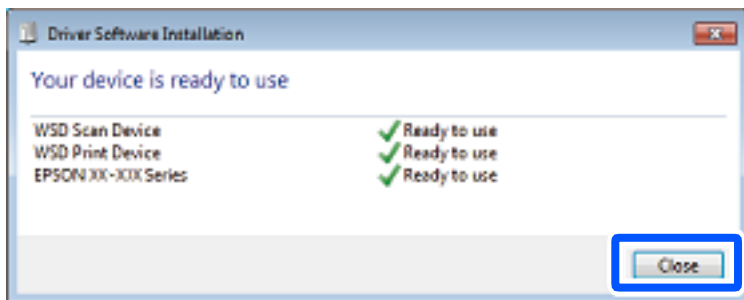 Driver Software Installation
Your device is ready to use
WSD Scan Device Ready to use
WSD Print Device Ready to use
EPSON XX-XXX Series Ready to use
Close